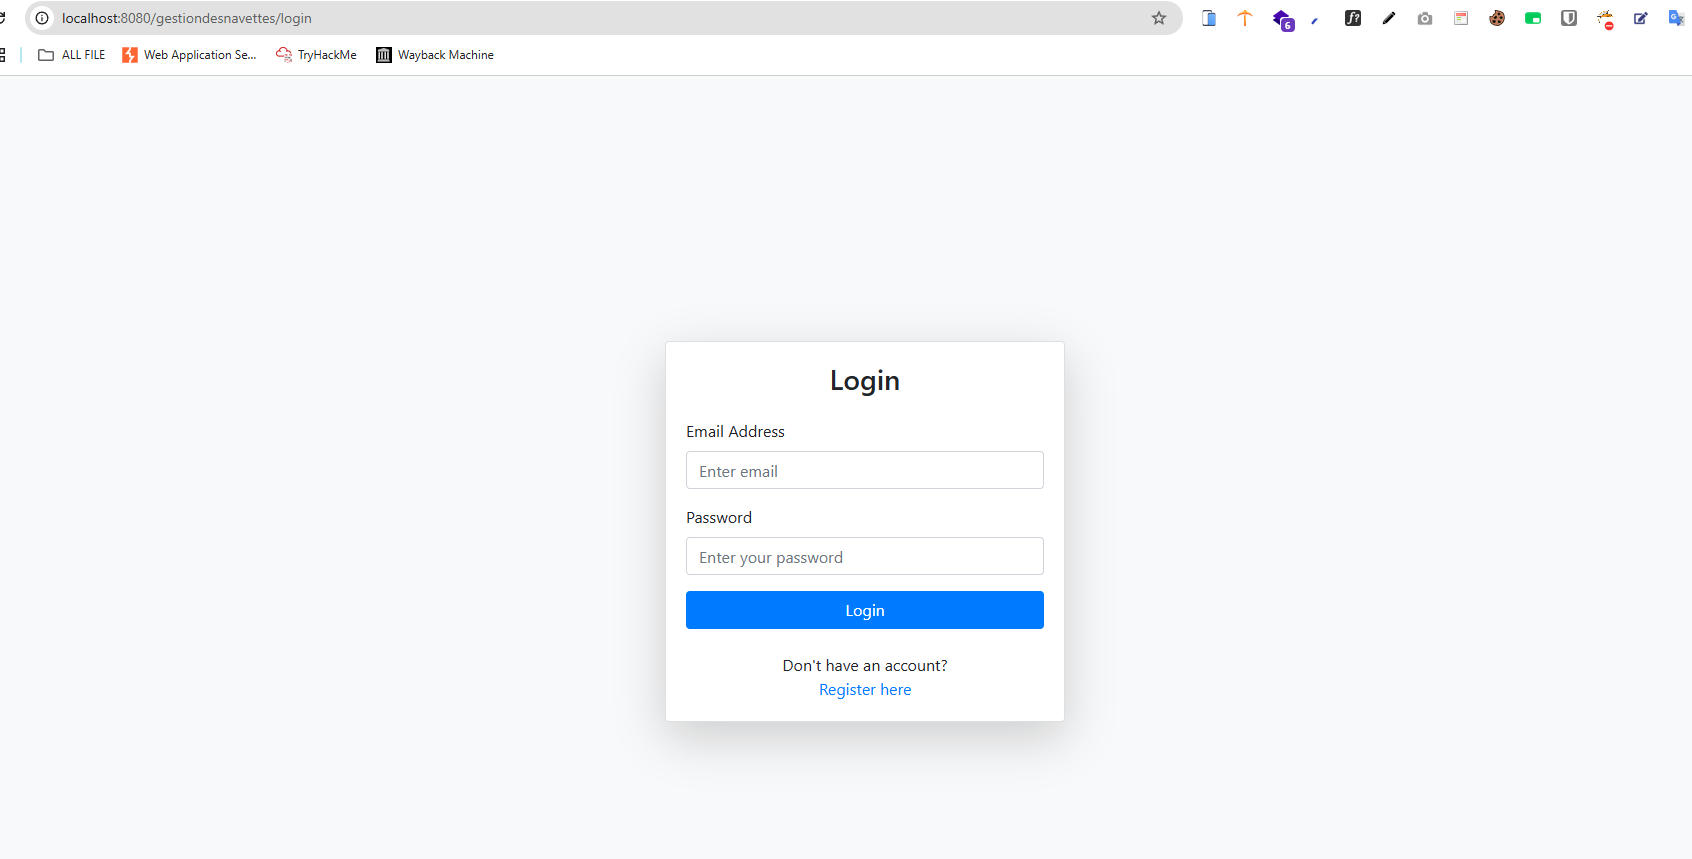 localhost:8080/gestiondesnavettes/login
6
ALL FILE Web Application Se... TryHackMe Wayback Machine
Login
Email Address
Enter email
Password
Enter your password
Login
Don't have an account?
Register here